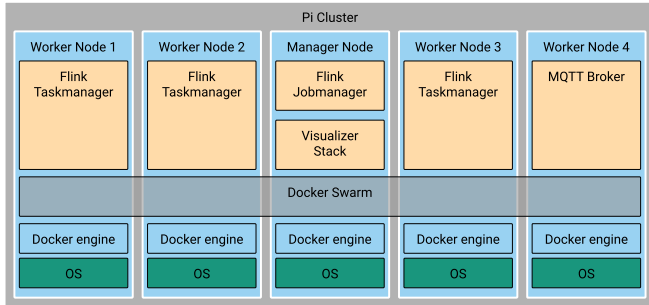 Pi Cluster
Worker Node 1
Worker Node 2
Manager Node
Worker Node 3
Worker Node 4
Flink
Taskmanager
Flink
Taskmanager
Flink
Jobmanager
Visualizer
Stack
Flink
Taskmanager
MQTT Broker
Docker Swarm
Docker engine
Docker engine
Docker engine
Docker engine
Docker engine
OS
OS
OS
OS
OS